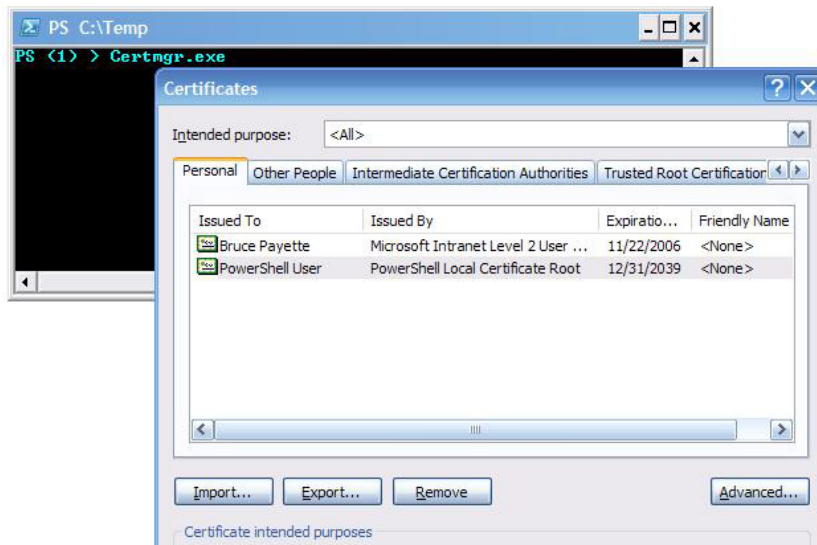 PS C:\Temp
PS (1) > Certmgr.exe
Certificates
Intended purpose: <All>
Personal Other People Intermediate Certification Authorities Trusted Root Certification
Issued To Issued By Expiratio... Friendly Name
Bruce Payette Microsoft Intranet Level 2 User ... 11/22/2006 <None>
PowerShell User PowerShell Local Certificate Root 12/31/2039 <None>
Import... Export... Remove Advanced...
Certificate intended purposes